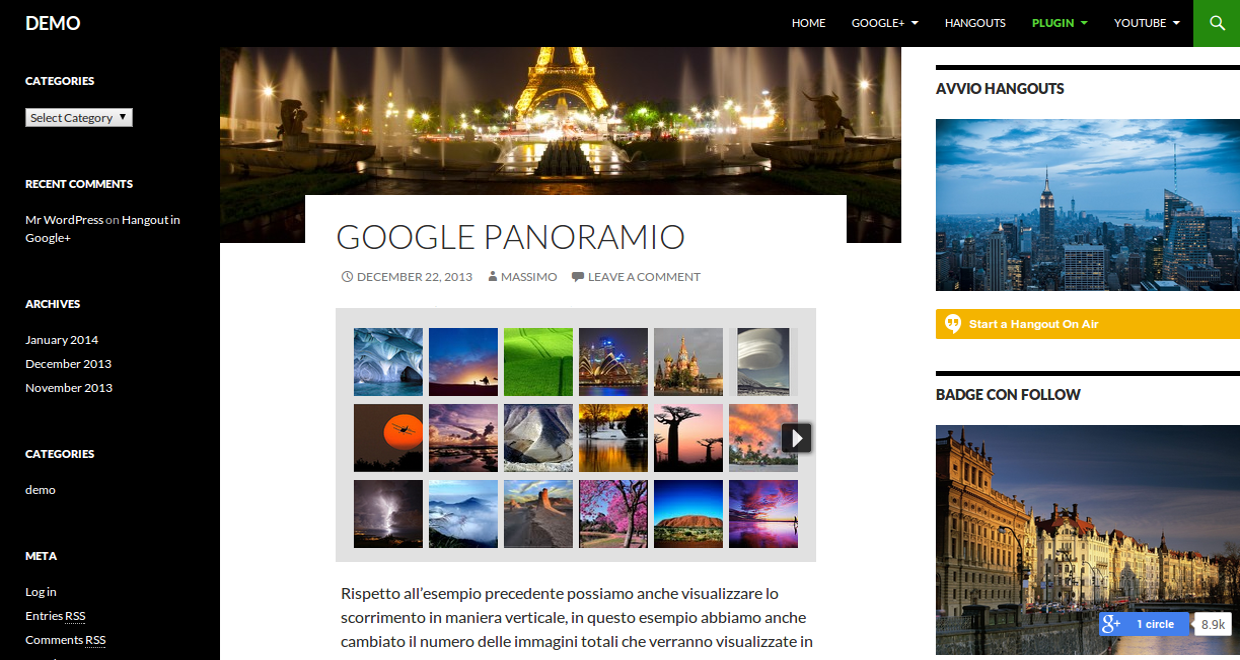 DEMO
HOME
GOOGLE+
HANGOUTS
PLUGIN
YOUTUBE
CATEGORIES
Select Category
RECENT COMMENTS
Mr WordPress on Hangout in
Google+
ARCHIVES
January 2014
December 2013
November 2013
CATEGORIES
demo
META
Log in
Entries RSS
Comments RSS
GOOGLE PANORAMIO
DECEMBER 22, 2013 MASSIMO LEAVE A COMMENT
Rispetto all’esempio precedente possiamo anche visualizzare lo
scorrimento in maniera verticale, in questo esempio abbiamo anche
cambiato il numero delle immagini totali che verranno visualizzate in
AVVIO HANGOUTS
Start a Hangout On Air
BADGE CON FOLLOW
g+ 1 circle 8.9k